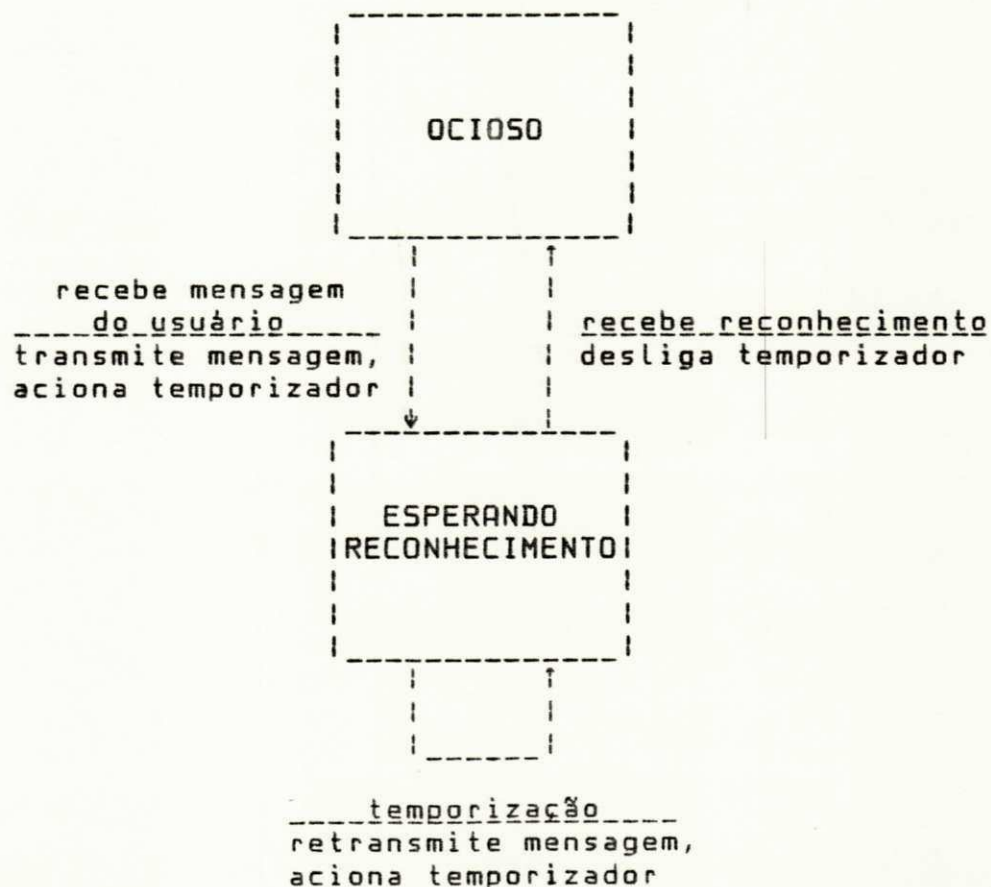 OCIOSO
recebe mensagem
do usuário
transmite mensagem,
aciona temporizador
recebe reconhecimento
desliga temporizador
ESPERANDO
RECONHECIMENTO
temporização
retransmite mensagem,
aciona temporizador